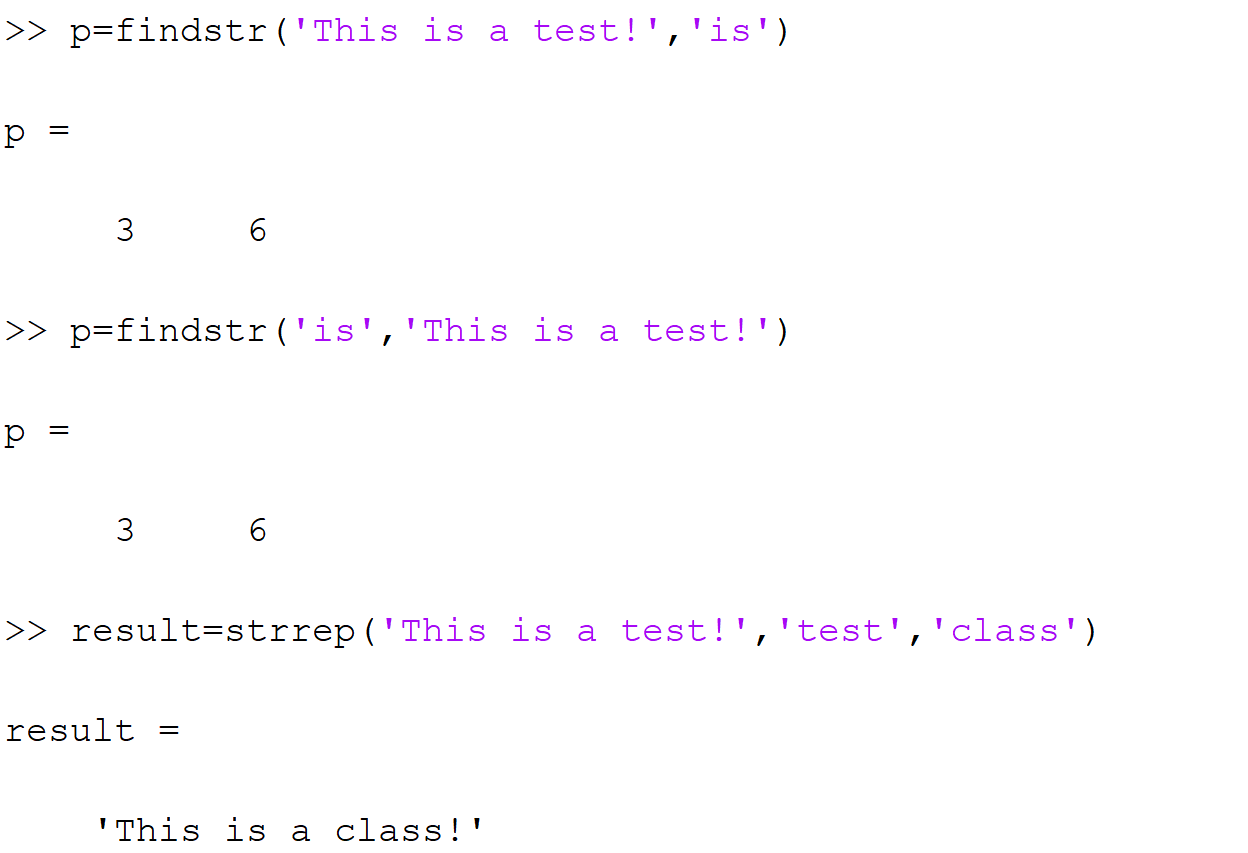 >> p=findstr('This is a test!','is')
p =
3     6
>> p=findstr('is','This is a test!')
p =
3     6
>> result=strrep('This is a test!','test','class')
result =
'This is a class!'